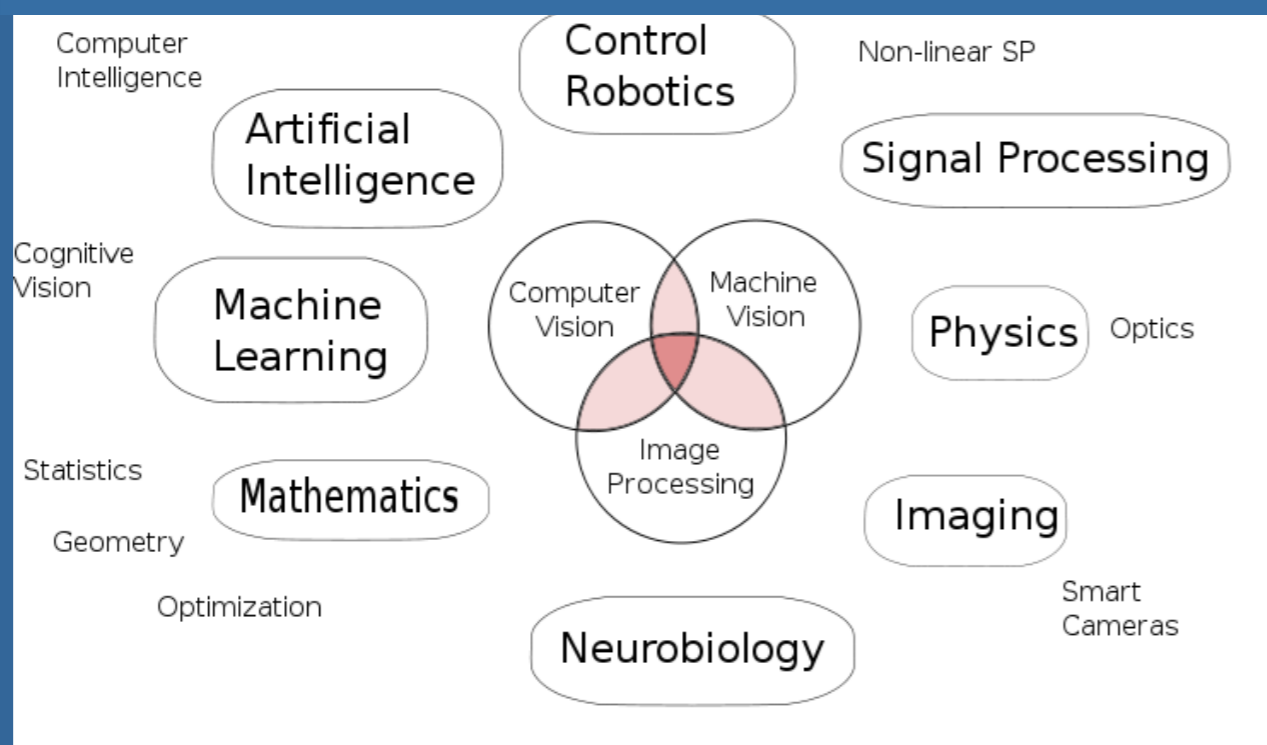 Computer
Intelligence
Control
Robotics
Non-linear SP
Artificial
Intelligence
Signal Processing
Cognitive
Vision
Machine
Learning
Computer
Vision
Machine
Vision
Physics
Optics
Statistics
Mathematics
Image
Processing
Imaging
Geometry
Optimization
Smart
Cameras
Neurobiology